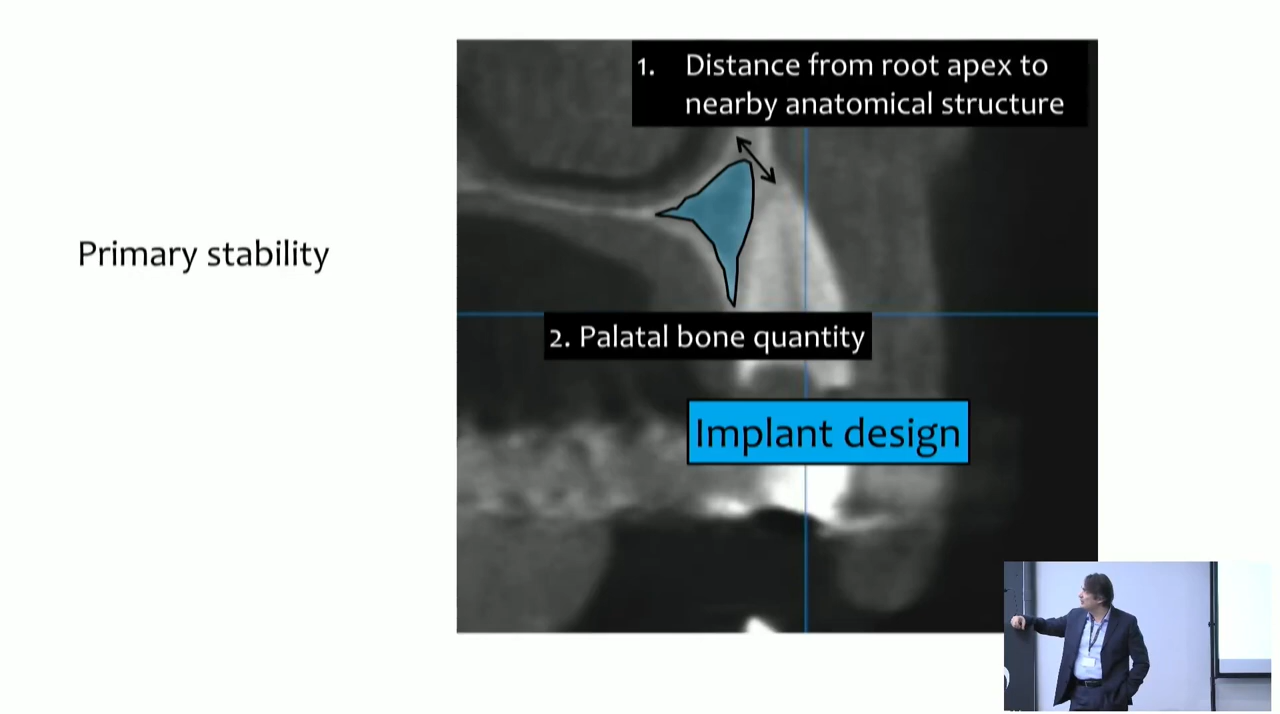 1. Distance from root apex to
nearby anatomical structure
Primary stability
2. Palatal bone quantity
Implant design